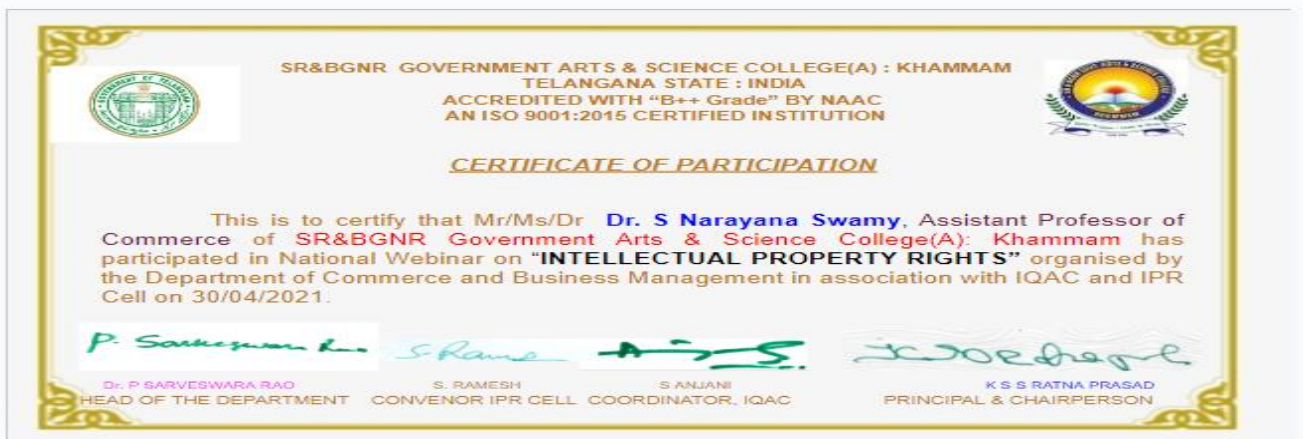 SR&BGNR GOVERNMENT ARTS & SCIENCE COLLEGE(A) : KHAMMAM
TELANGANA STATE : INDIA
ACCREDITED WITH “B++ Grade” BY NAAC
AN ISO 9001:2015 CERTIFIED INSTITUTION
CERTIFICATE OF PARTICIPATION
This is to certify that Mr/Ms/Dr Dr. S Narayana Swamy, Assistant Professor of
Commerce of SR&BGNR Government Arts & Science College(A): Khammam has
participated in National Webinar on “INTELLECTUAL PROPERTY RIGHTS” organised by
the Department of Commerce and Business Management in association with IQAC and IPR
Cell on 30/04/2021.
Dr. P SARVESWARA RAO S. RAMESH S ANJANI K S S RATNA PRASAD
HEAD OF THE DEPARTMENT CONVENOR IPR CELL COORDINATOR, IQAC PRINCIPAL & CHAIRPERSON